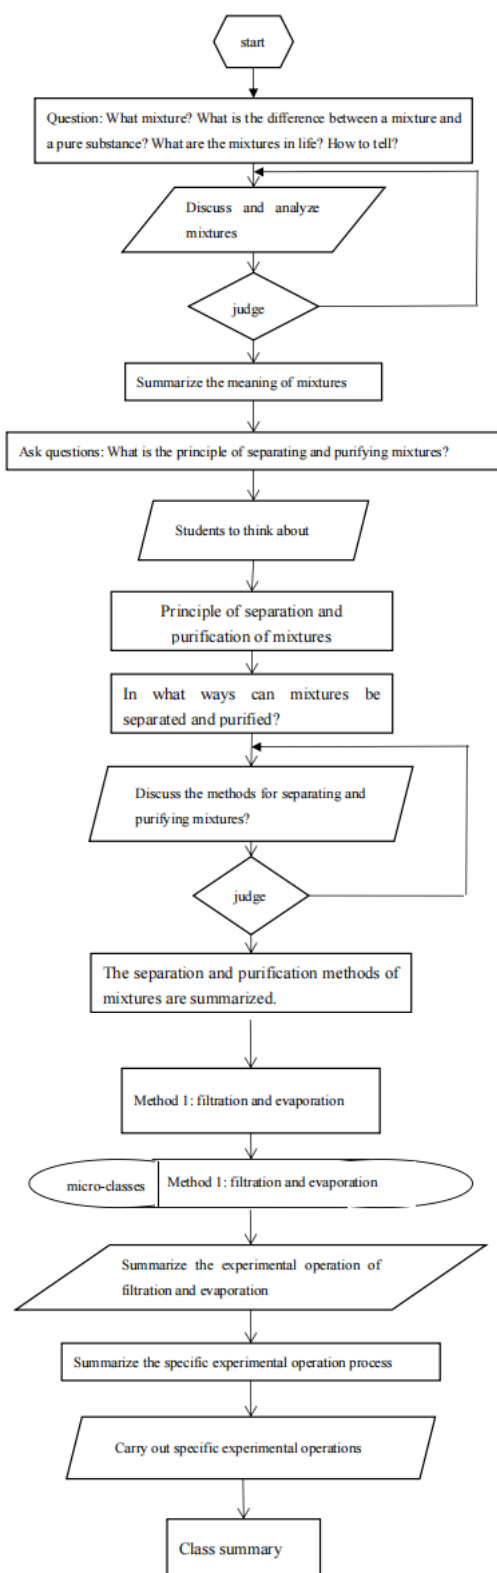 start
Question: What mixture? What is the difference between a mixture and
a pure substance? What are the mixtures in life? How to tell?
Discuss and analyze
mixtures
judge
Summarize the meaning of mixtures
Ask questions: What is the principle of separating and purifying mixtures?
Students to think about
Principle of separation and
purification of mixtures
In what ways can mixtures be
separated and purified?
Discuss the methods for separating and
purifying mixtures?
judge
The separation and purification methods of
mixtures are summarized.
Method 1: filtration and evaporation
micro-classes
Method 1: filtration and evaporation
Summarize the experimental operation of
filtration and evaporation
Summarize the specific experimental operation process
Carry out specific experimental operations
Class summary